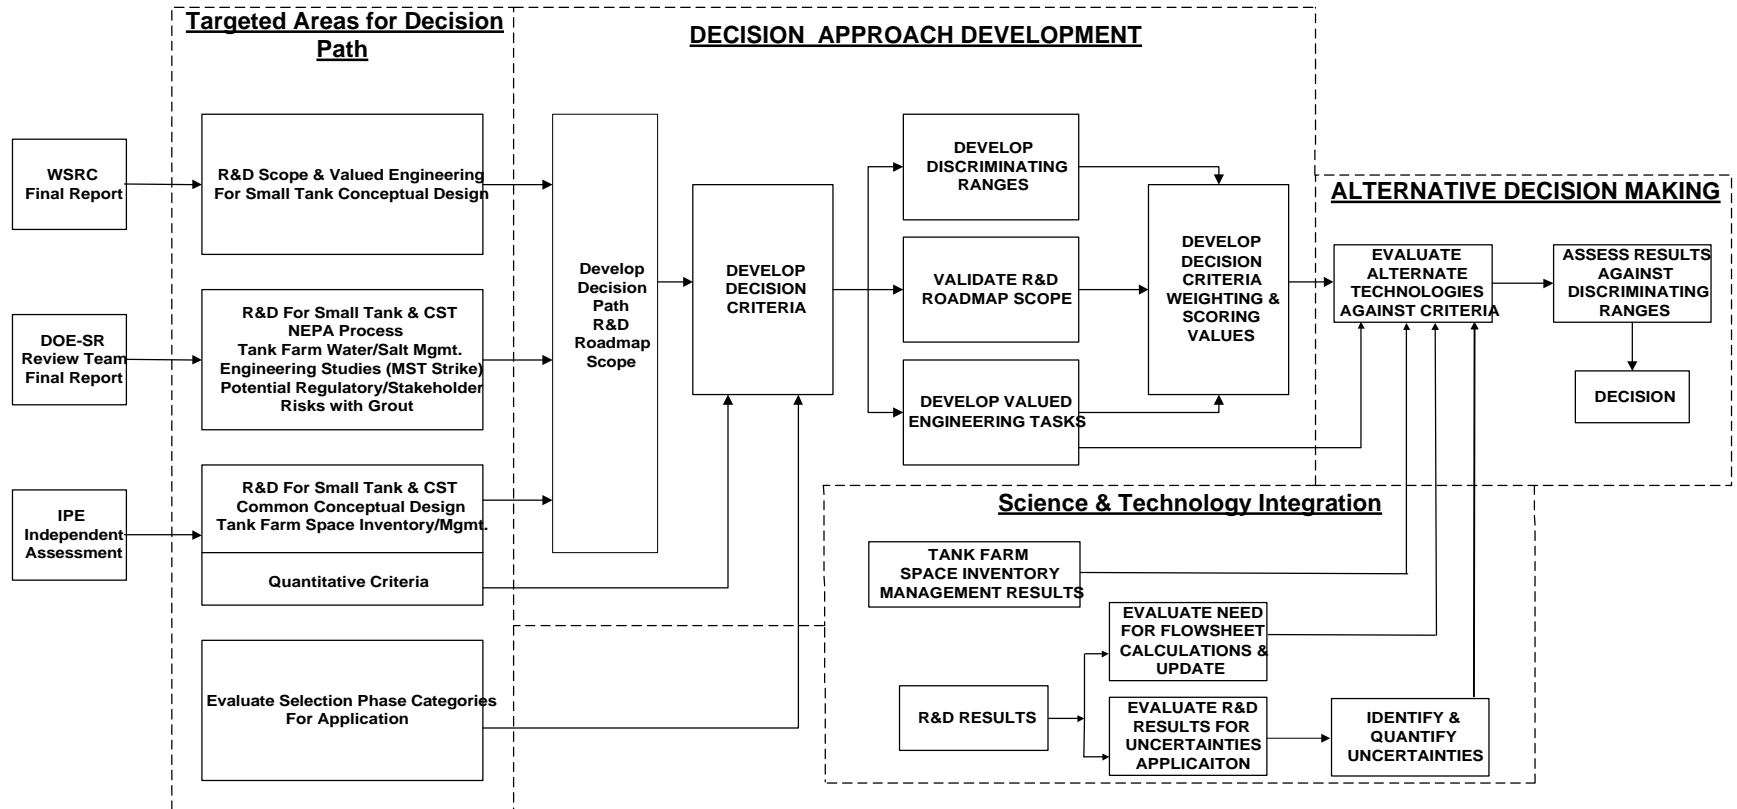 Targeted Areas for Decision
Path
DECISION APPROACH DEVELOPMENT
WSRC
Final Report
R&D Scope & Valued Engineering
For Small Tank Conceptual Design
DOE-SR
Review Team
Final Report
R&D For Small Tank & CST
NEPA Process
Tank Farm Water/Salt Mgmt.
Engineering Studies (MST Strike)
Potential Regulatory/Stakeholder
Risks with Grout
IPE
Independent
Assessment
R&D For Small Tank & CST
Common Conceptual Design
Tank Farm Space Inventory/Mgmt.
Quantitative Criteria
Evaluate Selection Phase Categories
For Application
Develop
Decision
Path
R&D
Roadmap
Scope
DEVELOP
DECISION
CRITERIA
DEVELOP
DISCRIMINATING
RANGES
VALIDATE R&D
ROADMAP SCOPE
DEVELOP VALUED
ENGINEERING TASKS
DEVELOP
DECISION
CRITERIA
WEIGHTING &
SCORING
VALUES
ALTERNATIVE DECISION MAKING
EVALUATE
ALTERNATE
TECHNOLOGIES
AGAINST CRITERIA
ASSESS RESULTS
AGAINST
DISCRIMINATING
RANGES
DECISION
Science & Technology Integration
TANK FARM
SPACE INVENTORY
MANAGEMENT RESULTS
R&D RESULTS
EVALUATE NEED
FOR FLOWSHEET
CALCULATIONS &
UPDATE
EVALUATE R&D
RESULTS FOR
UNCERTAINTIES
APPLICAITON
IDENTIFY &
QUANTIFY
UNCERTAINTIES